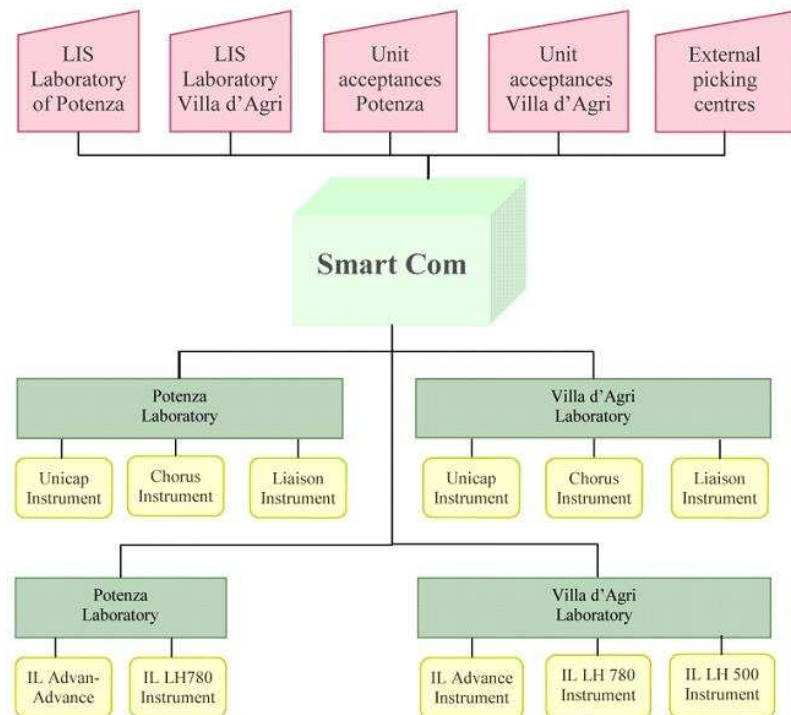 LIS
Laboratory
of Potenza
LIS
Laboratory
Villa d’Agri
Unit
acceptances
Potenza
Unit
acceptances
Villa d’Agri
External
picking
centres
Smart Com
Potenza
Laboratory
Villa d’Agri
Laboratory
Unicap
Instrument
Chorus
Instrument
Liaison
Instrument
Unicap
Instrument
Chorus
Instrument
Liaison
Instrument
Potenza
Laboratory
Villa d’Agri
Laboratory
IL Advan-
Advance
IL LH780
Instrument
IL Advance
Instrument
IL LH 780
Instrument
IL LH 500
Instrument